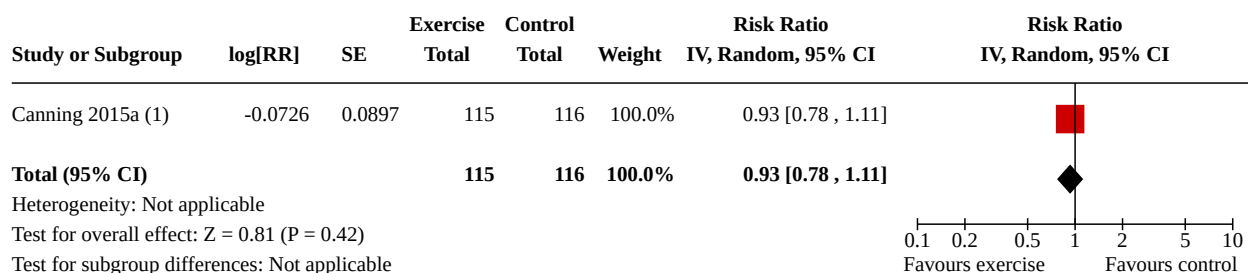 Exercise Control Risk Ratio Risk Ratio
Study or Subgroup log[RR] SE Total Total Weight IV, Random, 95% CI IV, Random, 95% CI
Canning 2015a (1) -0.0726 0.0897 115 116 100.0% 0.93 [0.78 , 1.11]
Total (95% CI) 115 116 100.0% 0.93 [0.78 , 1.11]
Heterogeneity: Not applicable
Test for overall effect: Z = 0.81 (P = 0.42)
0.1 0.2 0.5 1 2 5 10
Test for subgroup differences: Not applicable Favours exercise Favours control